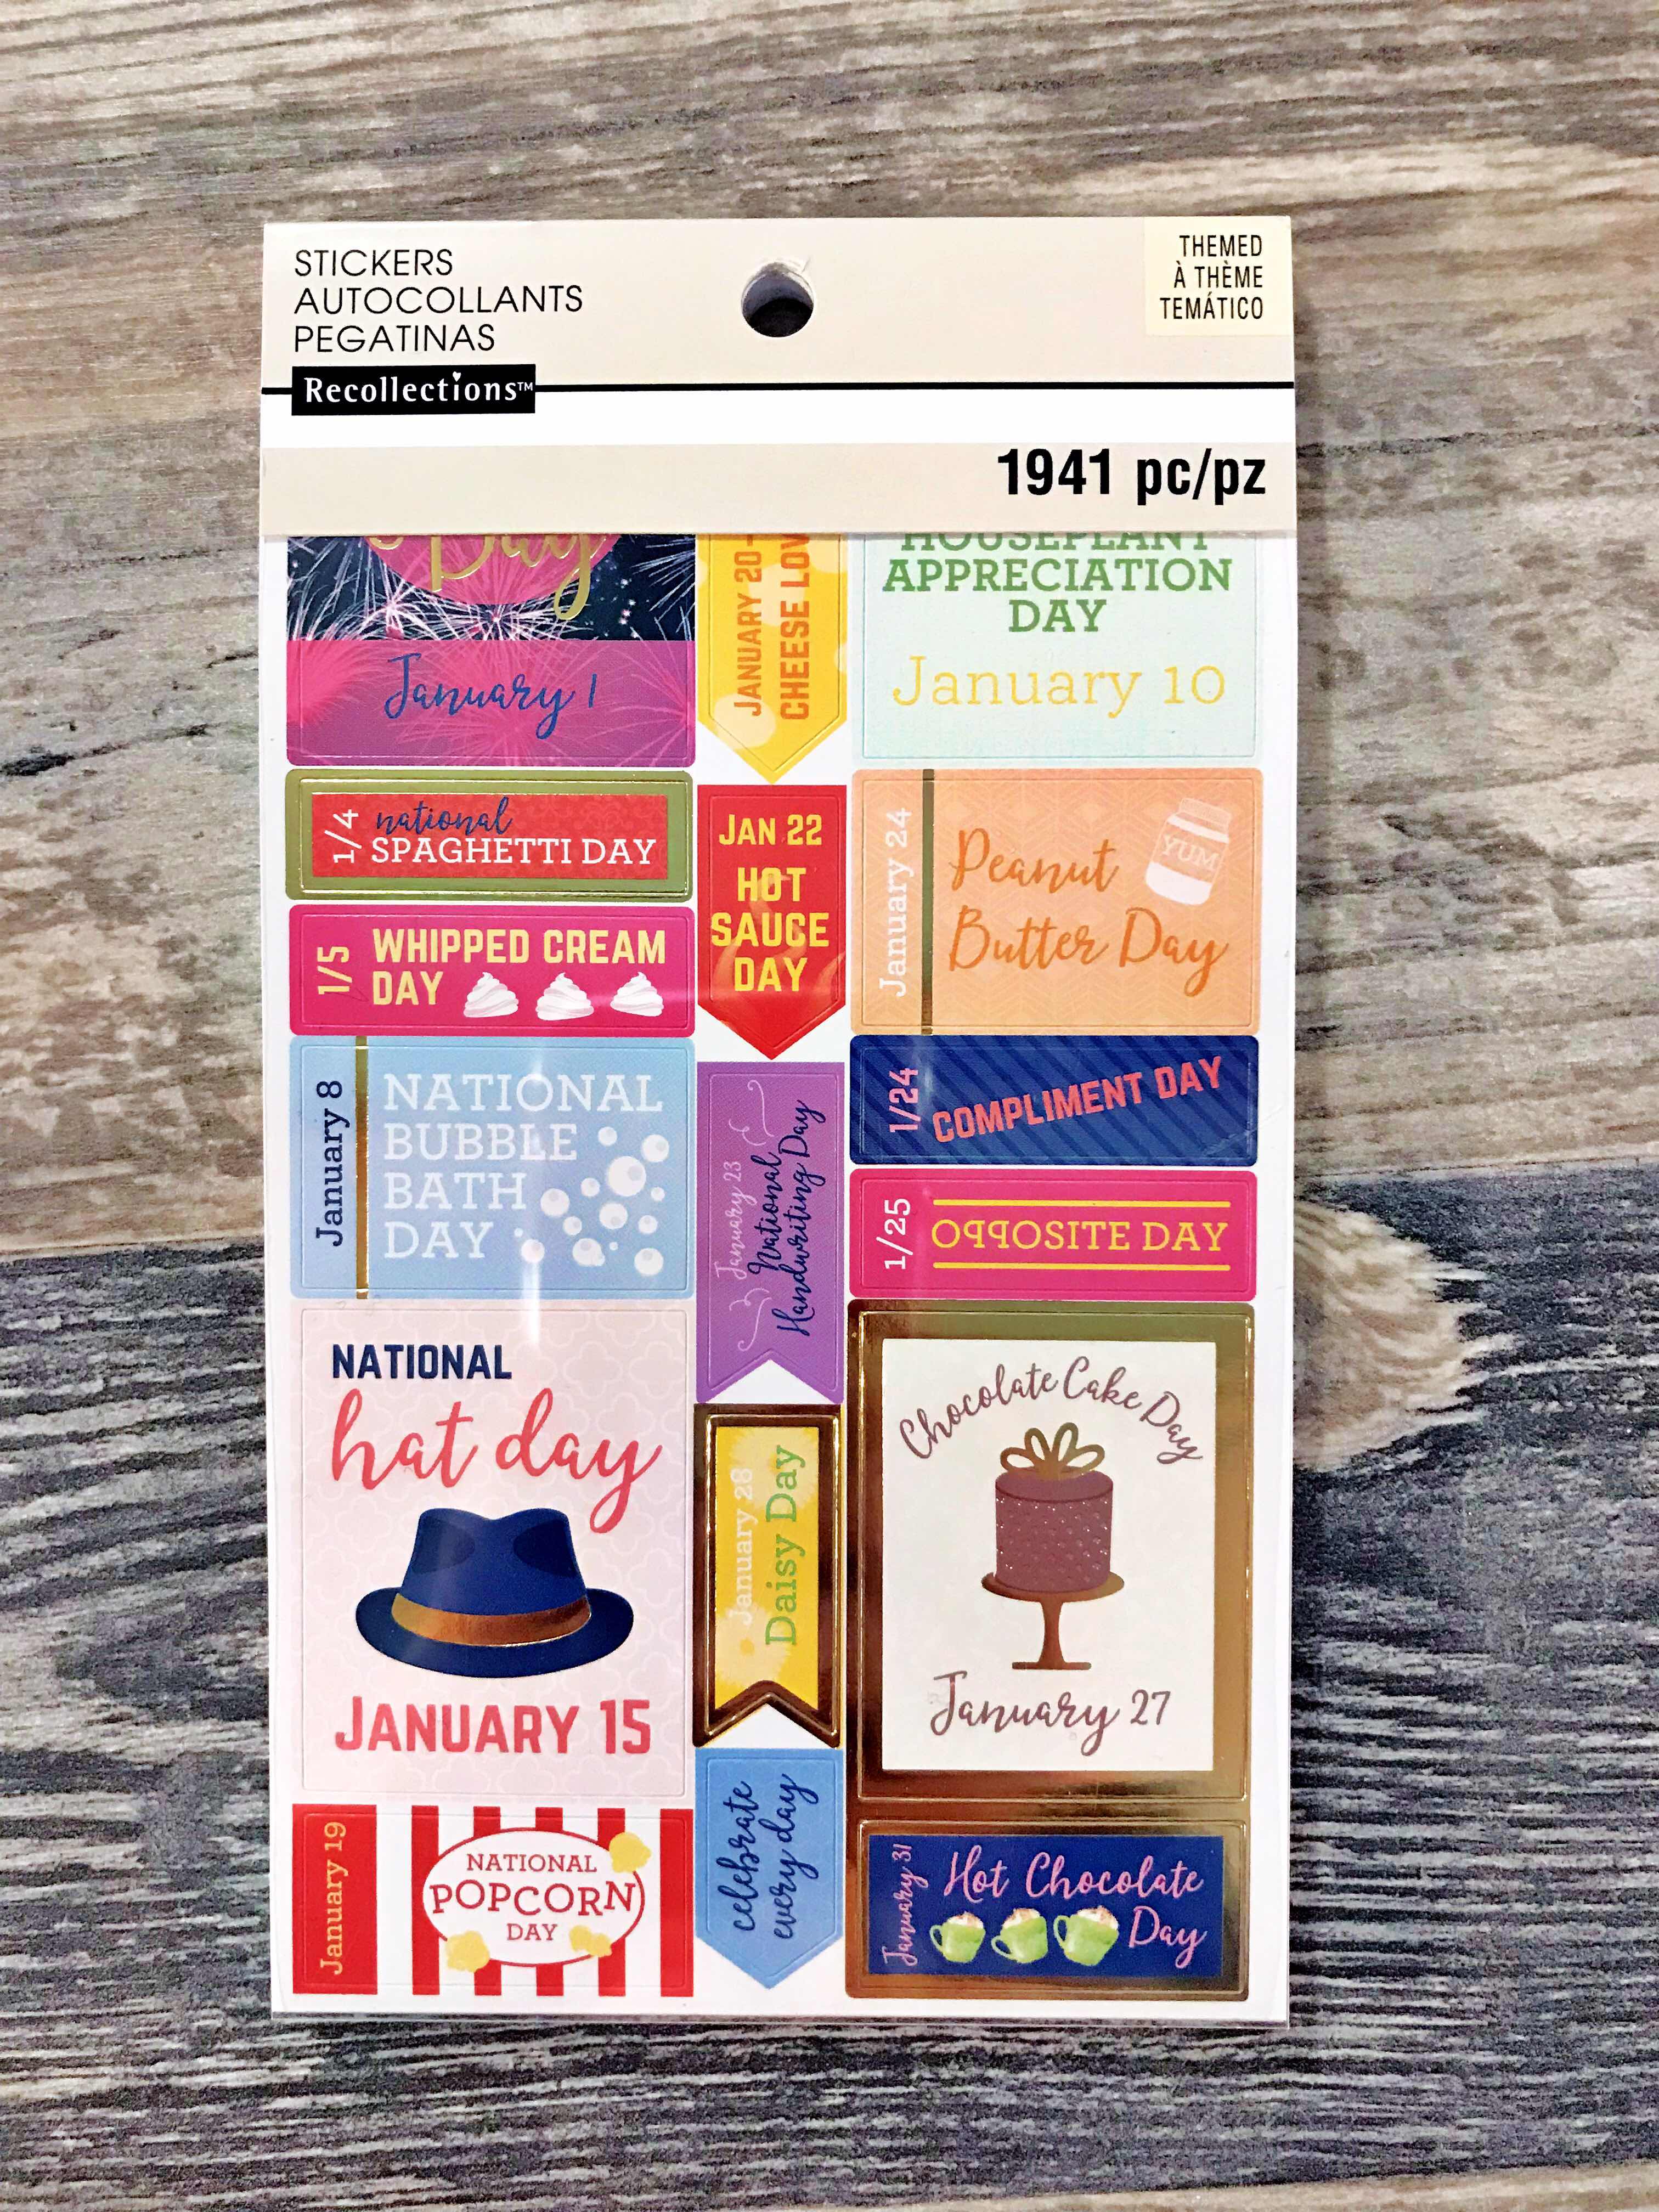 STICKERS
AUTOCOLLANTS
PEGATINAS
Recollections™
THEMED
À THÈME
TEMÁTICO
1941 pc/pz
Day
January 1
1/4
national
SPAGHETTI DAY
1/5
WHIPPED CREAM
DAY
January 8
NATIONAL
BUBBLE
BATH
DAY
NATIONAL
hat day
JANUARY 15
January 19
NATIONAL
POPCORN
DAY
JANUARY 20-
CHEESE LOV
JAN 22
HOT
SAUCE
DAY
January 23
National
Handwriting Day
January 28
Daisy Day
celebrate
every day
HOUSEPLANT
APPRECIATION
DAY
January 10
January 24
Peanut
Butter Day
YUM
1/24
COMPLIMENT DAY
1/25
OPPOSITE DAY
Chocolate Cake Day
January 27
January 31
Hot Chocolate
Day